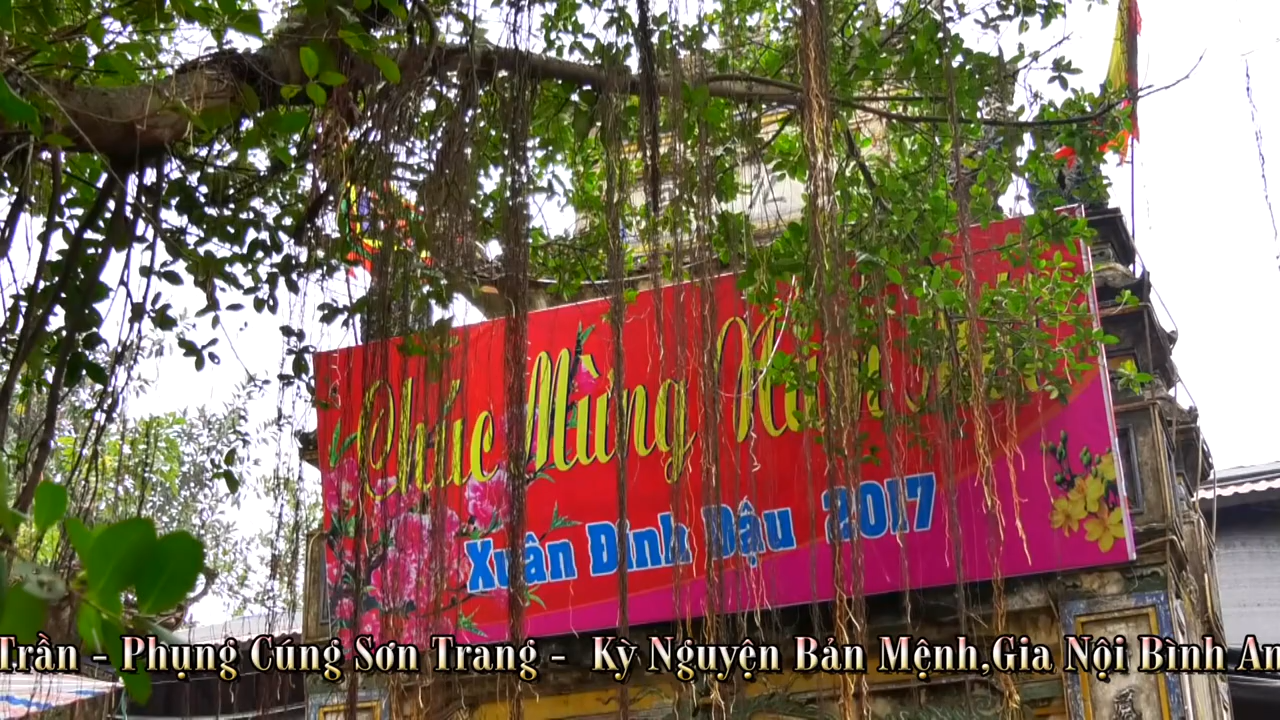 Chúc Mừng Năm
Xuân Đinh Dậu 2017
Trần - Phụng Cúng Sơn Trang - Kỳ Nguyện Bản Mệnh,Gia Nội Bình An